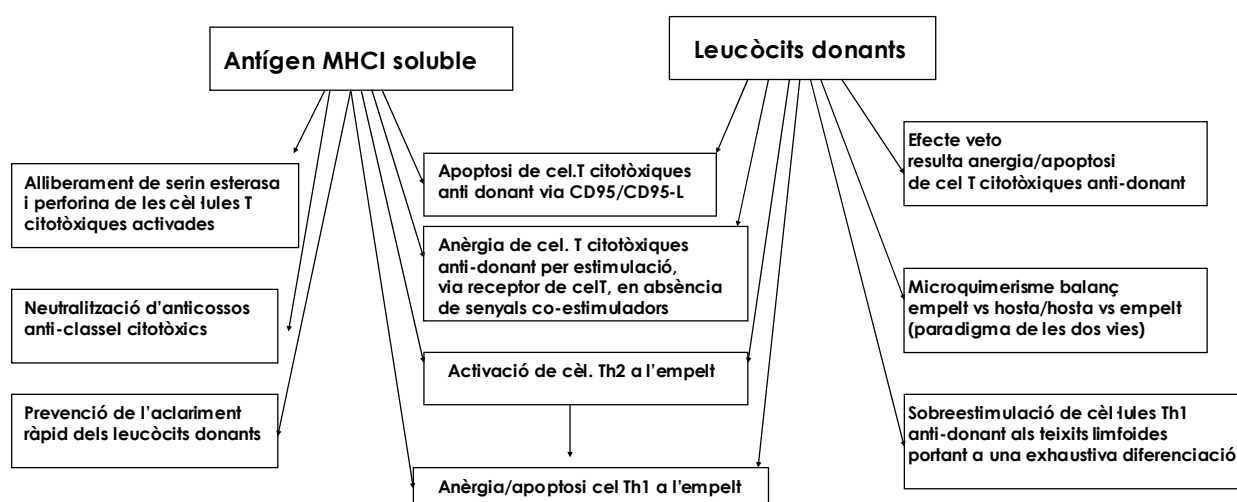 Antígen MHCI soluble
Leucòcits donants
Alliberament de serin esterasa
i perforina de les cèl·lules T
citotòxiques activades
Neutralització d'anticossos
anti-classeI citotòxics
Prevenció de l'aclariment
ràpid dels leucòcits donants
Apoptosi de cel.T citotòxiques
anti donant via CD95/CD95-L
Anèrgia de cel. T citotòxiques
anti-donant per estimulació,
via receptor de celT, en absència
de senyals co-estimuladors
Activació de cèl. Th2 a l'empelt
Anèrgia/apoptosi cel Th1 a l'empelt
Efecte veto
resulta anergia/apoptosi
de cel T citotòxiques anti-donant
Microquimerisme balanç
empelt vs hosta/hosta vs empelt
(paradigma de les dos vies)
Sobreestimulació de cèl·lules Th1
anti-donant als teixits limfoides
portant a una exhaustiva diferenciació